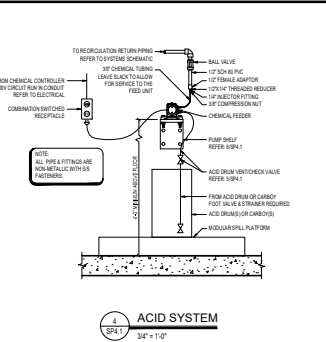 TO RECIRCULATION RETURN PIPING
REFER TO SYSTEMS SCHEMATIC
3/8" CHEMICAL TUBING
LEAVE SLACK TO ALLOW
FOR SERVICE TO THE
FEED UNIT
FROM CHEMICAL CONTROLLER
CIRCUIT RUN IN CONDUIT
REFER TO ELECTRICAL
COMBINATION SWITCHED
RECEPTACLE
BALL VALVE
1/2" SCH 80 PVC
1/2" FEMALE ADAPTOR
1/2"X1/4" THREADED REDUCER
1/4" INJECTOR FITTING
3/8" COMPRESSION NUT
CHEMICAL FEEDER
PUMP SHELF
REFER: 6/SP4.1
NOTE:
ALL PIPE & FITTINGS ARE
NON-METALLIC WITH S/S
FASTENERS.
MINIMUM ABOVE FLOOR
ACID DRUM VENT/CHECK VALVE
REFER: 5/SP4.1
FROM ACID DRUM OR CARBOY
FOOT VALVE & STRAINER REQUIRED
ACID DRUM(S) OR CARBOY(S)
MODULAR SPILL PLATFORM
4
SP4.1
ACID SYSTEM
3/4" = 1'-0"